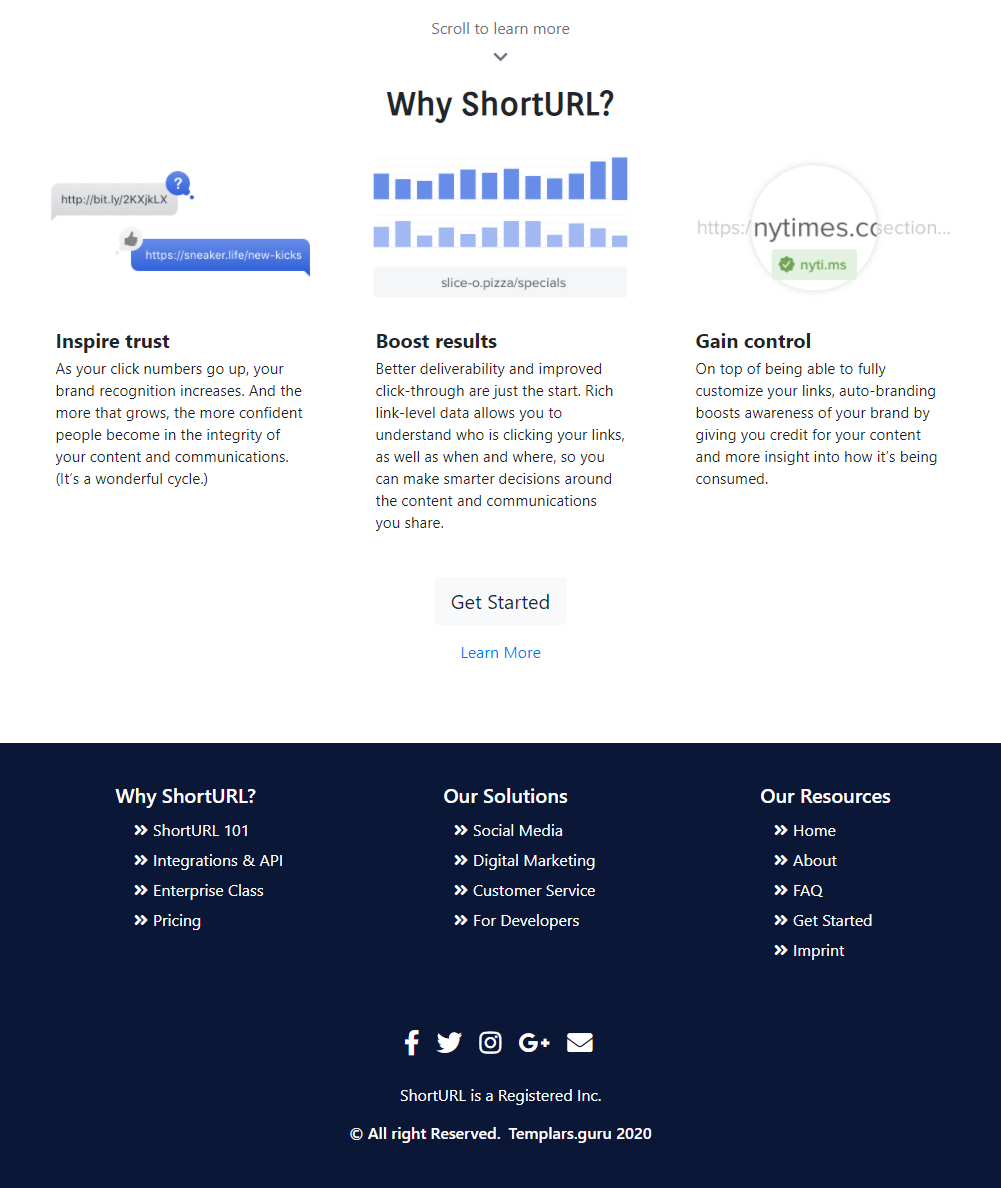 Scroll to learn more
Why ShortURL?
http://bit.ly/2KXjkLX
?
https://sneaker.life/new-kicks
slice-o.pizza/specials
https:/
nytimes.cc
section...
nyti.ms
Inspire trust
As your click numbers go up, your
brand recognition increases. And the
more that grows, the more confident
people become in the integrity of
your content and communications.
(It's a wonderful cycle.)
Boost results
Better deliverability and improved
click-through are just the start. Rich
link-level data allows you to
understand who is clicking your links,
as well as when and where, so you
can make smarter decisions around
the content and communications
you share.
Gain control
On top of being able to fully
customize your links, auto-branding
boosts awareness of your brand by
giving you credit for your content
and more insight into how it's being
consumed.
Get Started
Learn More
Why ShortURL?
ShortURL 101
Integrations & API
Enterprise Class
Pricing
Our Solutions
Social Media
Digital Marketing
Customer Service
For Developers
Our Resources
Home
About
FAQ
Get Started
Imprint
G+
ShortURL is a Registered Inc.
© All right Reserved. Templars.guru 2020